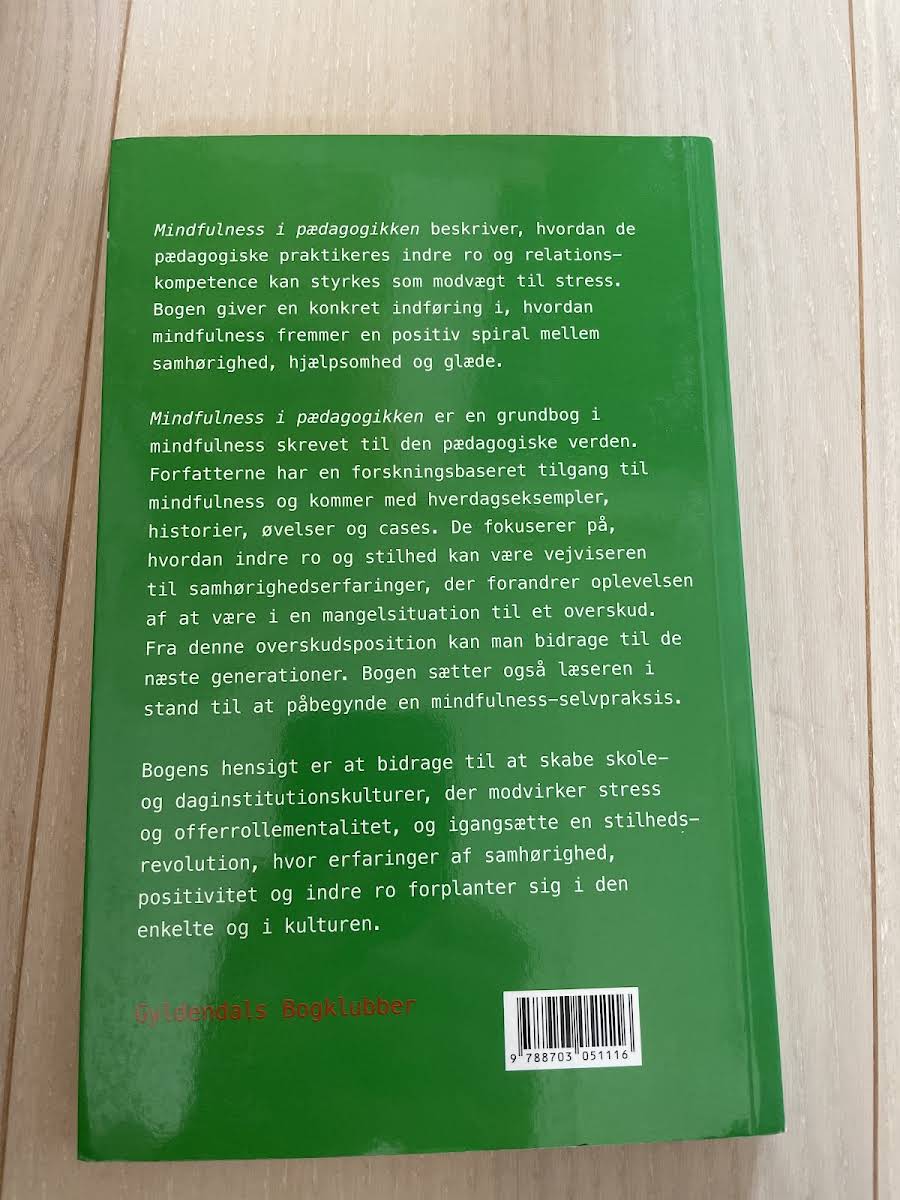 Mindfulness i pædagogikken beskriver, hvordan de
pædagogiske praktikeres indre ro og relations-
kompetence kan styrkes som modvægt til stress.
Bogen giver en konkret indføring i, hvordan
mindfulness fremmer en positiv spiral mellem
samhørighed, hjælpsomhed og glæde.
Mindfulness i pædagogikken er en grundbog i
mindfulness skrevet til den pædagogiske verden.
Forfatterne har en forskningsbaseret tilgang til
mindfulness og kommer med hverdagseksempler,
historier, øvelser og cases. De fokuserer på,
hvordan indre ro og stilhed kan være vejviseren
til samhørighedserfaringer, der forandrer oplevelsen
af at være i en mangelsituation til et overskud.
Fra denne overskudsposition kan man bidrage til de
næste generationer. Bogen sætter også læseren i
stand til at påbegynde en mindfulness-selvpraksis.
Bogens hensigt er at bidrage til at skabe skole-
og daginstitutionskulturer, der modvirker stress
og offerrollementalitet, og igangsætte en stilheds-
revolution, hvor erfaringer af samhørighed,
positivitet og indre ro forplanter sig i den
enkelte og i kulturen.
Gyldendals Bogklubber
9 788703 051116